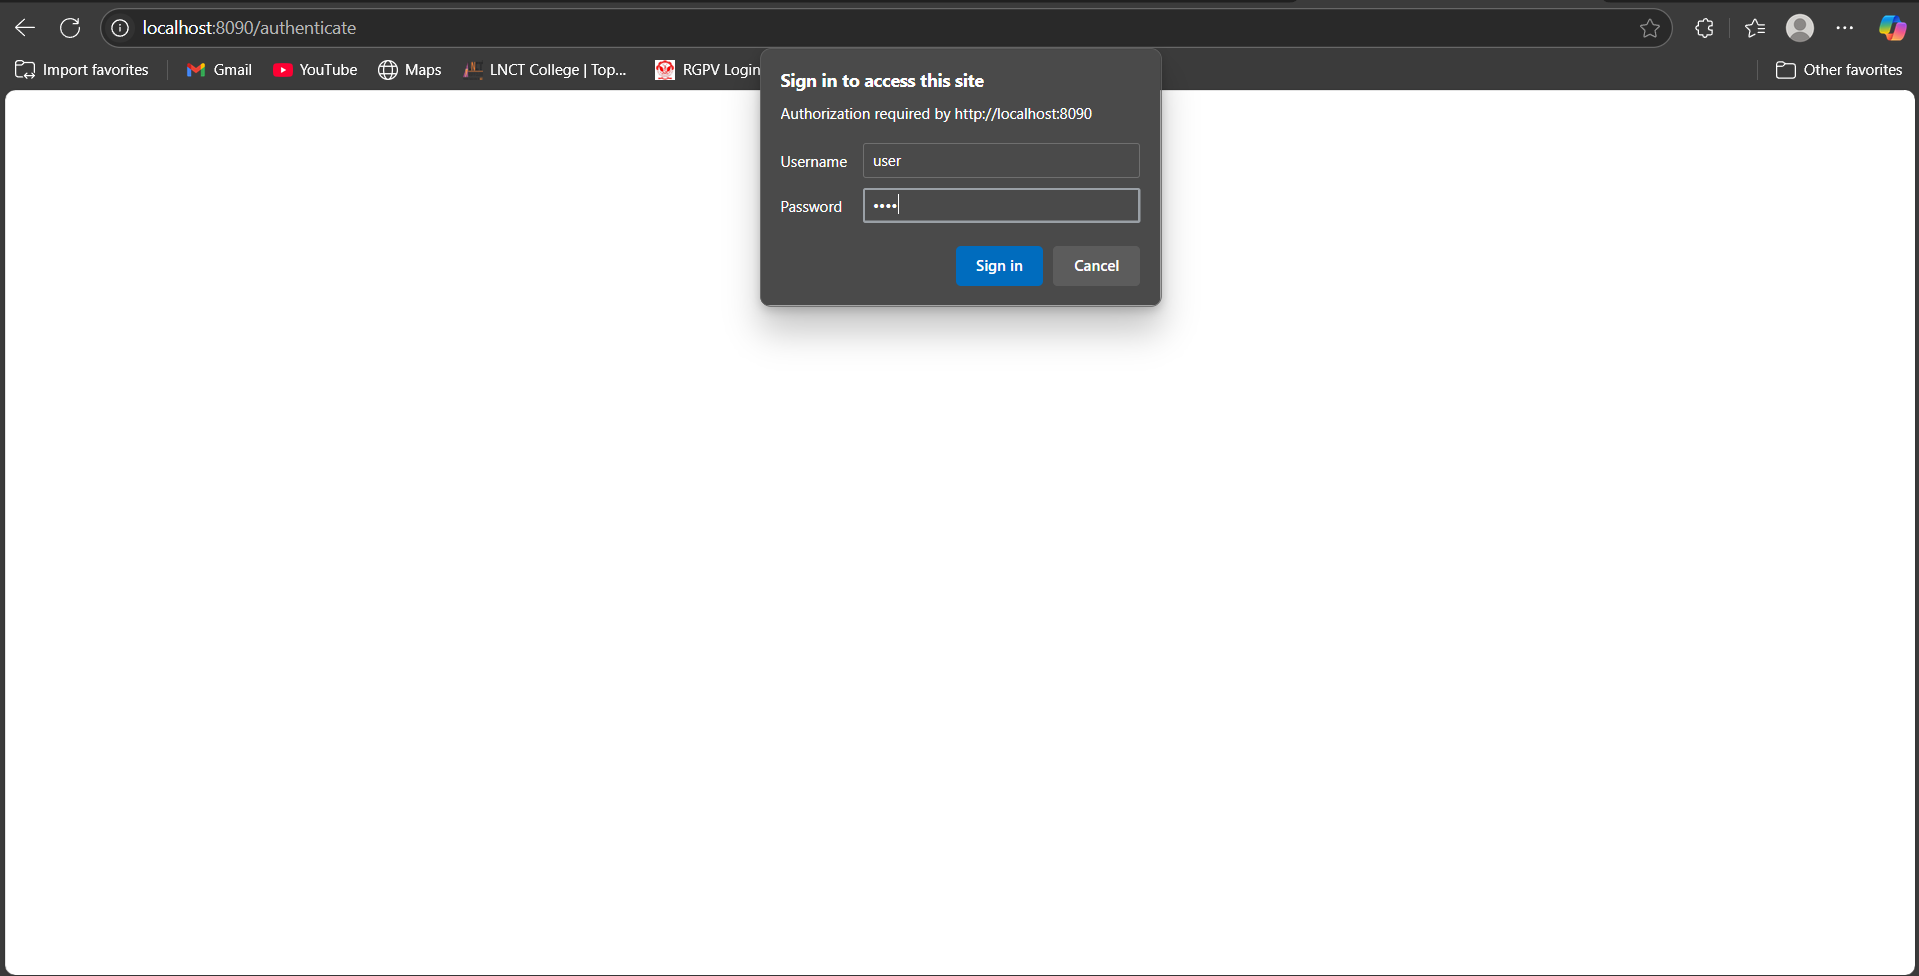 localhost:8090/authenticate
Import favorites Gmail YouTube Maps LNCT College | Top... RGPV Login Other favorites
Sign in to access this site
Authorization required by http://localhost:8090
Username user
Password ••••
Sign in Cancel